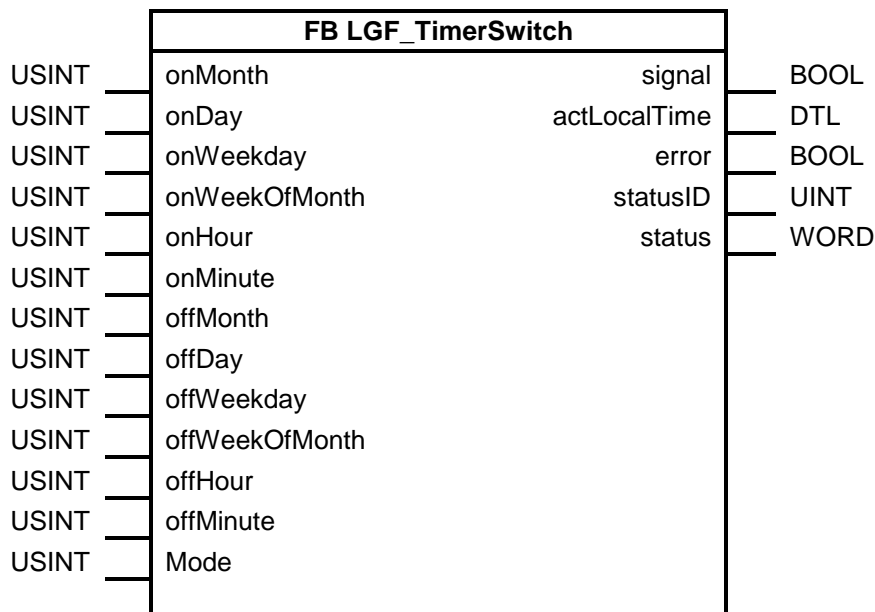 FB LGF_TimerSwitch
USINT onMonth signal BOOL
USINT onDay actLocalTime DTL
USINT onWeekday error BOOL
USINT onWeekOfMonth statusID UINT
USINT onHour status WORD
USINT onMinute
USINT offMonth
USINT offDay
USINT offWeekday
USINT offWeekOfMonth
USINT offHour
USINT offMinute
USINT Mode